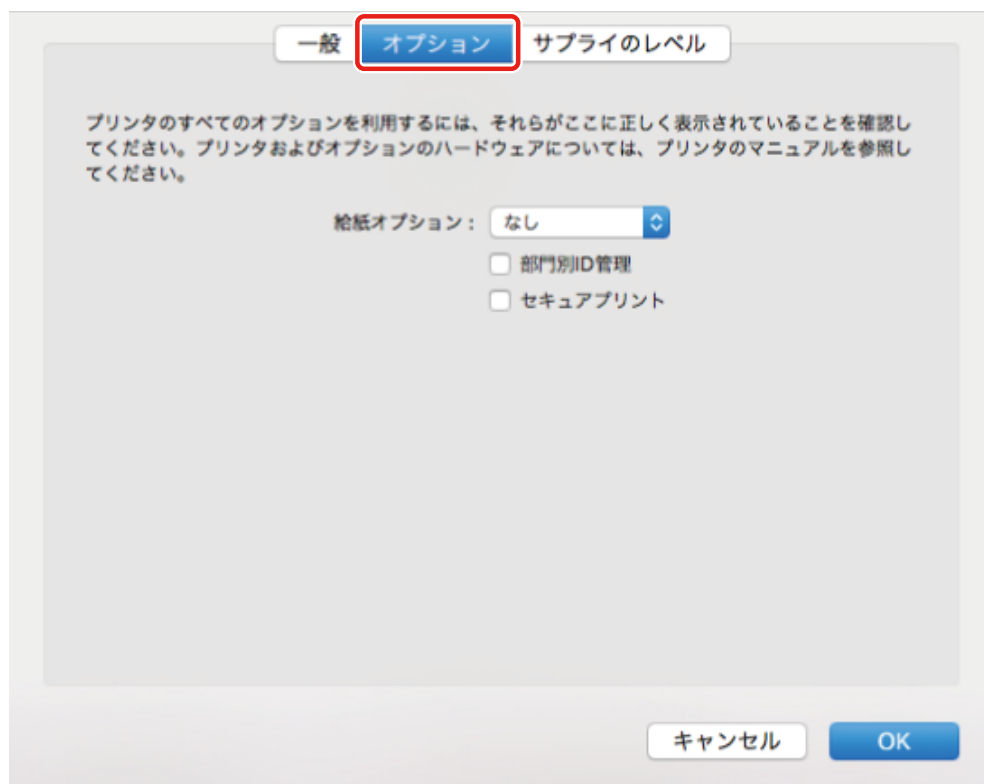 一般 オプション サプライのレベル
プリンタのすべてのオプションを利用するには、それらがここに正しく表示されていることを確認し
てください。プリンタおよびオプションのハードウェアについては、プリンタのマニュアルを参照し
てください。
給紙オプション： なし
部門別ID管理
セキュアプリント
キャンセル OK